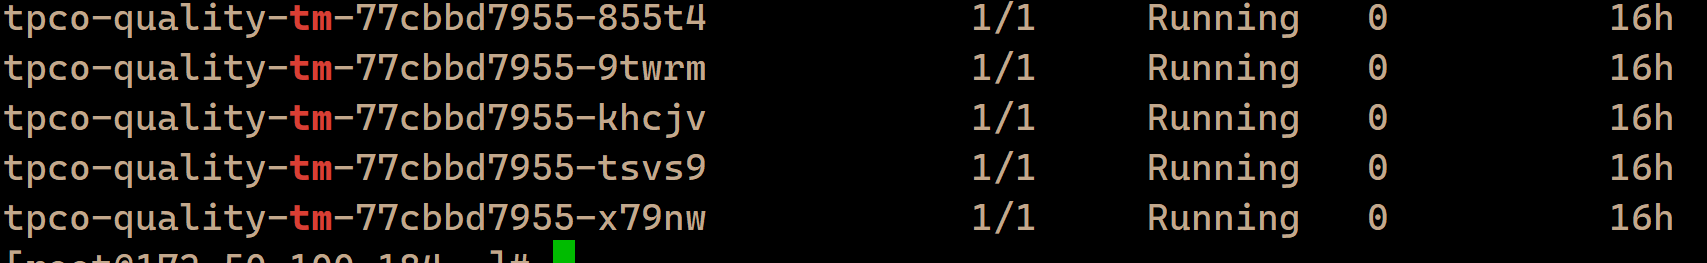 tpco-quality-tm-77cbbd7955-855t4 1/1 Running 0 16h
tpco-quality-tm-77cbbd7955-9twrm 1/1 Running 0 16h
tpco-quality-tm-77cbbd7955-khcjv 1/1 Running 0 16h
tpco-quality-tm-77cbbd7955-tsvs9 1/1 Running 0 16h
tpco-quality-tm-77cbbd7955-x79nw 1/1 Running 0 16h